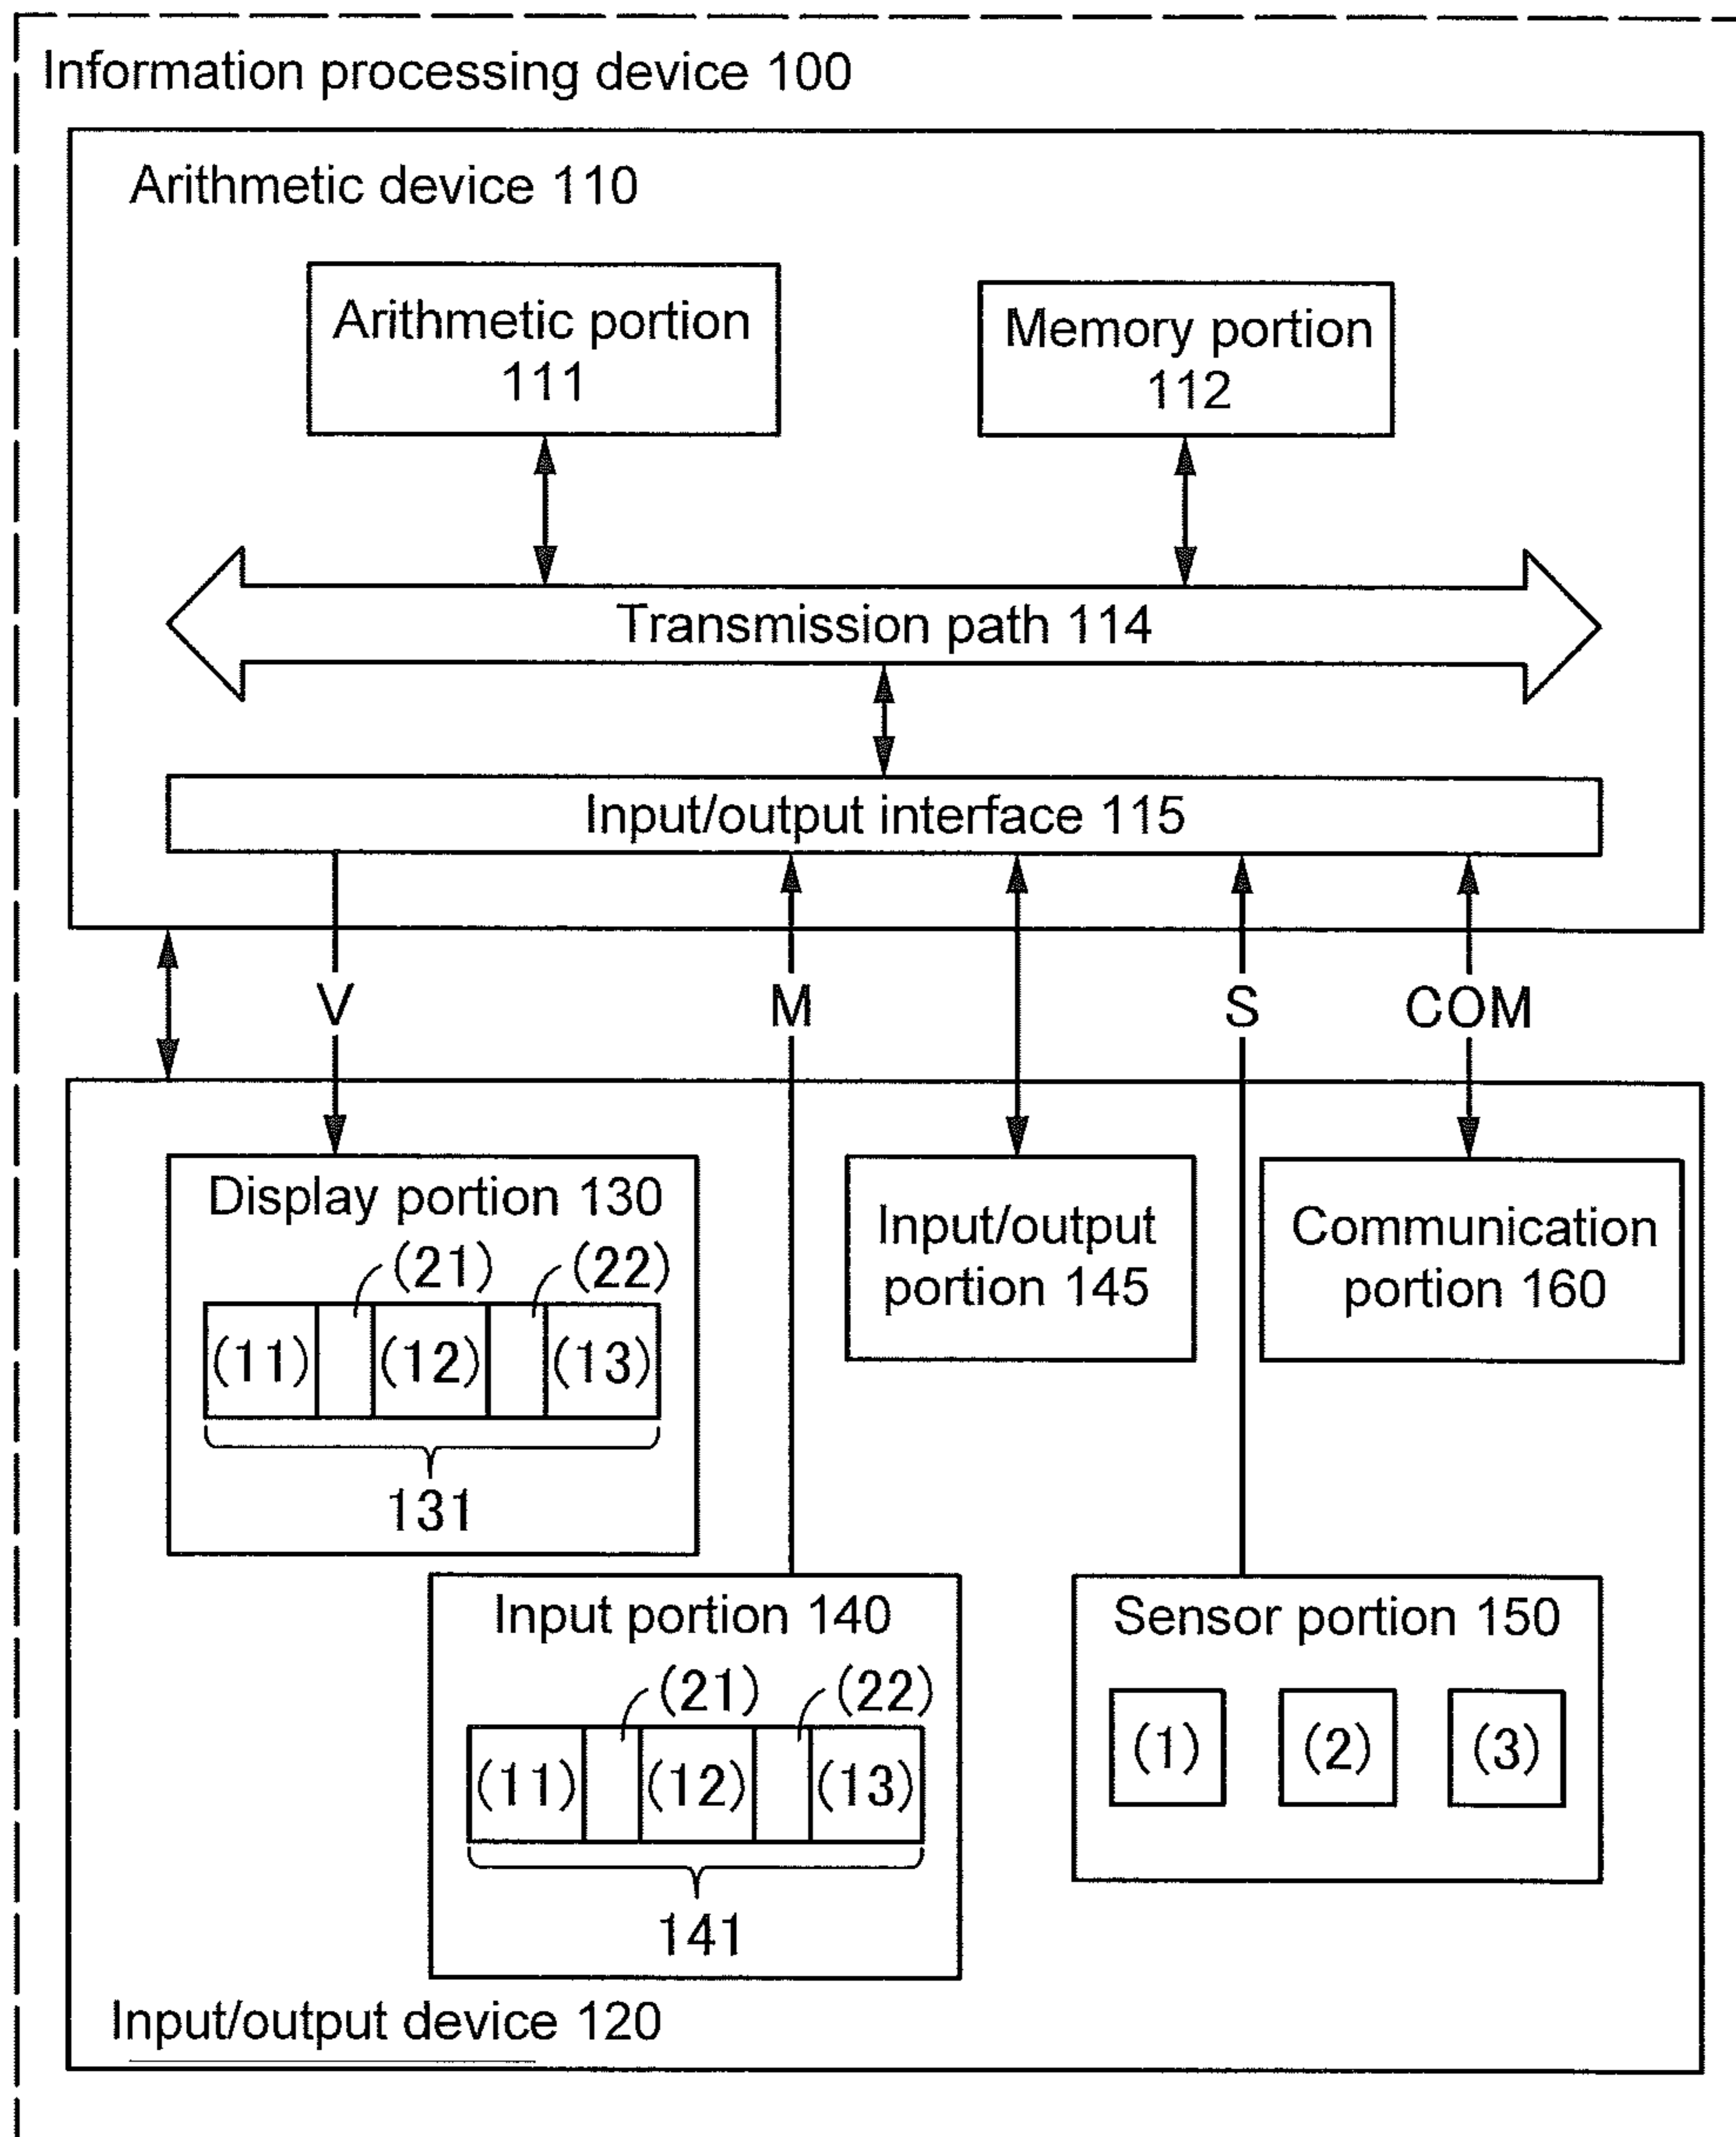 Information processing device 100
Arithmetic device 110
Arithmetic portion
111
Memory portion
112
Transmission path 114
Input/output interface 115
V
M
S
COM
Display portion 130
(21)
(22)
(11)
(12)
(13)
131
Input/output
portion 145
Communication
portion 160
Input portion 140
(21)
(22)
(11)
(12)
(13)
141
Sensor portion 150
(1)
(2)
(3)
Input/output device 120